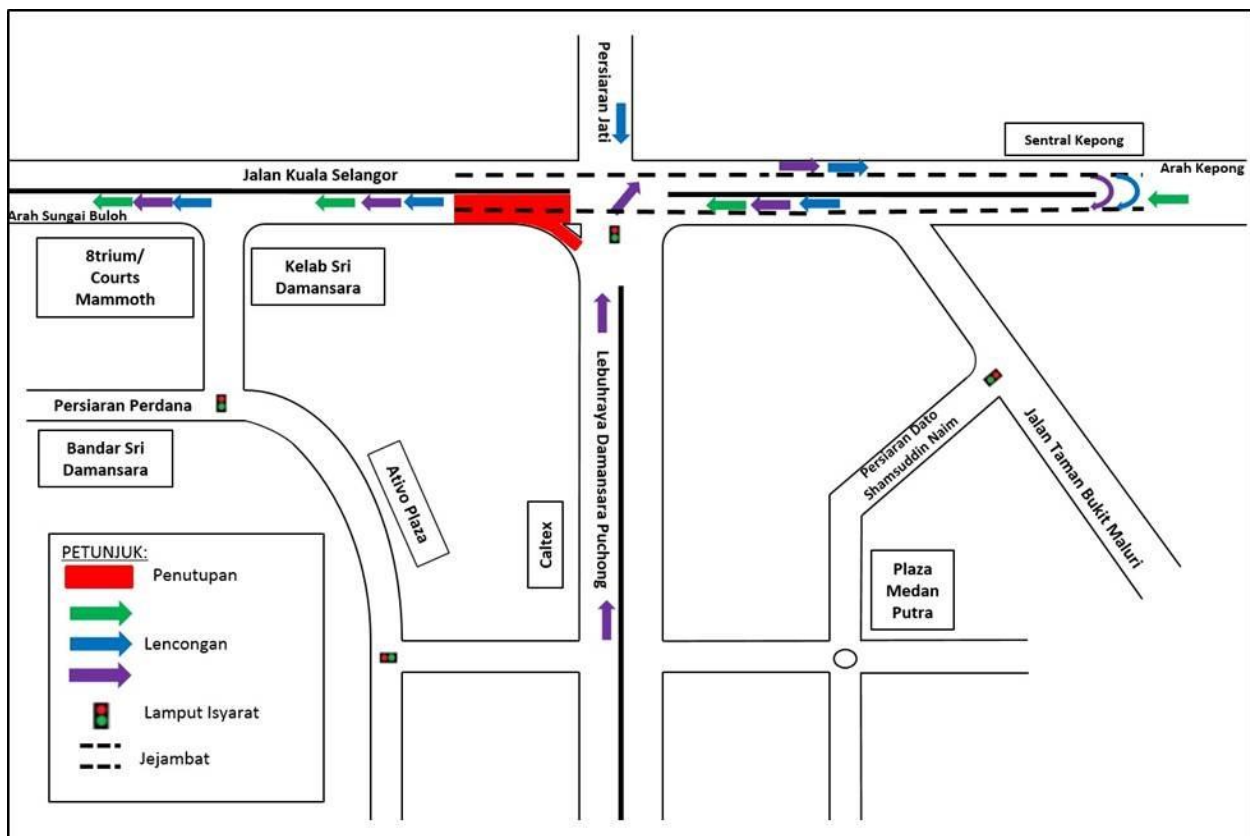 Persiaran Jati
Sentral Kepong
Jalan Kuala Selangor
Arah Kepong
Arah Sungai Buloh
8trium/
Courts
Mammoth
Kelab Sri
Damansara
Persiaran Perdana
Bandar Sri
Damansara
Ativo Plaza
Caltex
Lebuhraya Damansara Puchong
Persiaran Dato
Shamsuddin Naim
Jalan Taman Bukit Maluri
Plaza
Medan
Putra
PETUNJUK:
Penutupan
Lencongan
Lamput Isyarat
Jejambat